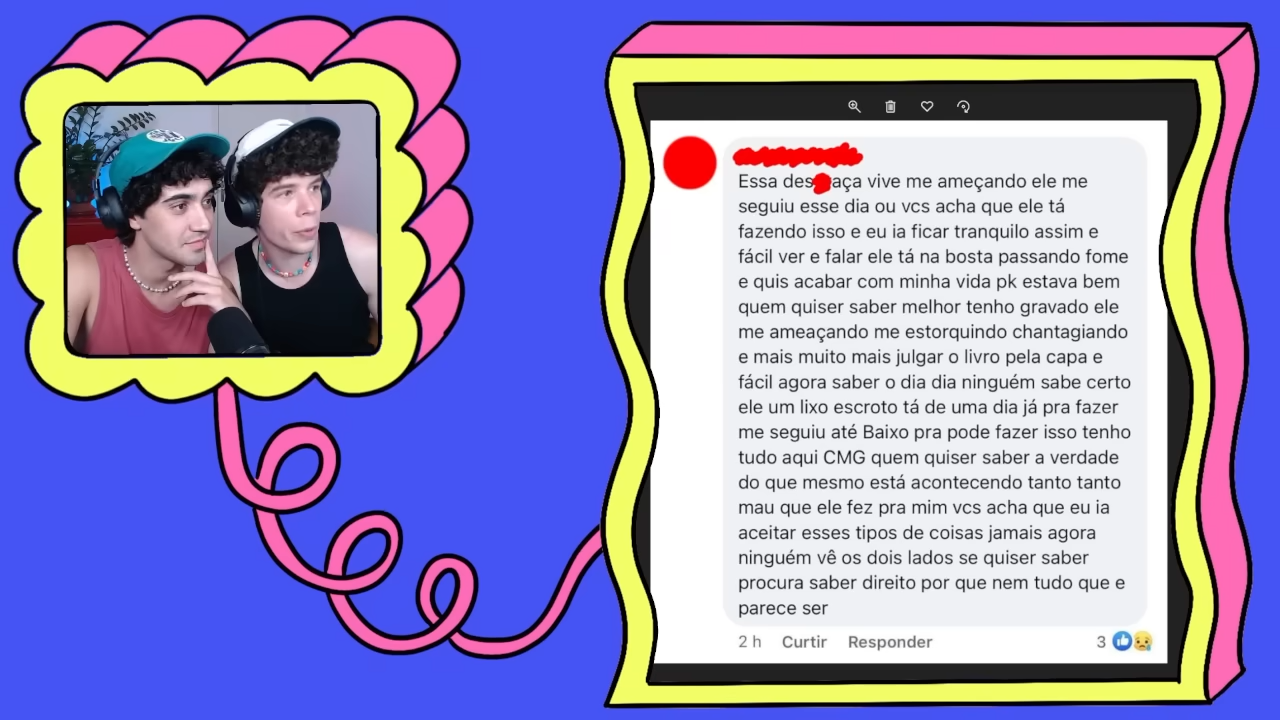 Essa des aça vive me ameçando ele me
seguiu esse dia ou vcs acha que ele tá
fazendo isso e eu ia ficar tranquilo assim e
fácil ver e falar ele tá na bosta passando fome
e quis acabar com minha vida pk estava bem
quem quiser saber melhor tenho gravado ele
me ameaçando me estorquindo chantagiando
e mais muito mais julgar o livro pela capa e
fácil agora saber o dia dia ninguém sabe certo
ele um lixo escroto tá de uma dia já pra fazer
me seguiu até Baixo pra pode fazer isso tenho
tudo aqui CMG quem quiser saber a verdade
do que mesmo está acontecendo tanto tanto
mau que ele fez pra mim vcs acha que eu ia
aceitar esses tipos de coisas jamais agora
ninguém vê os dois lados se quiser saber
procura saber direito por que nem tudo que e
parece ser
2 h Curtir Responder 3